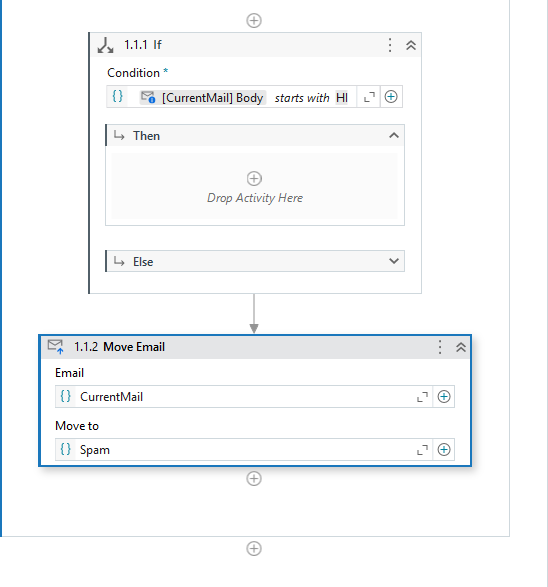 1.1.1 If
Condition *
{} [CurrentMail] Body starts with HI
Then
Drop Activity Here
Else
1.1.2 Move Email
Email
{} CurrentMail
Move to
{} Spam